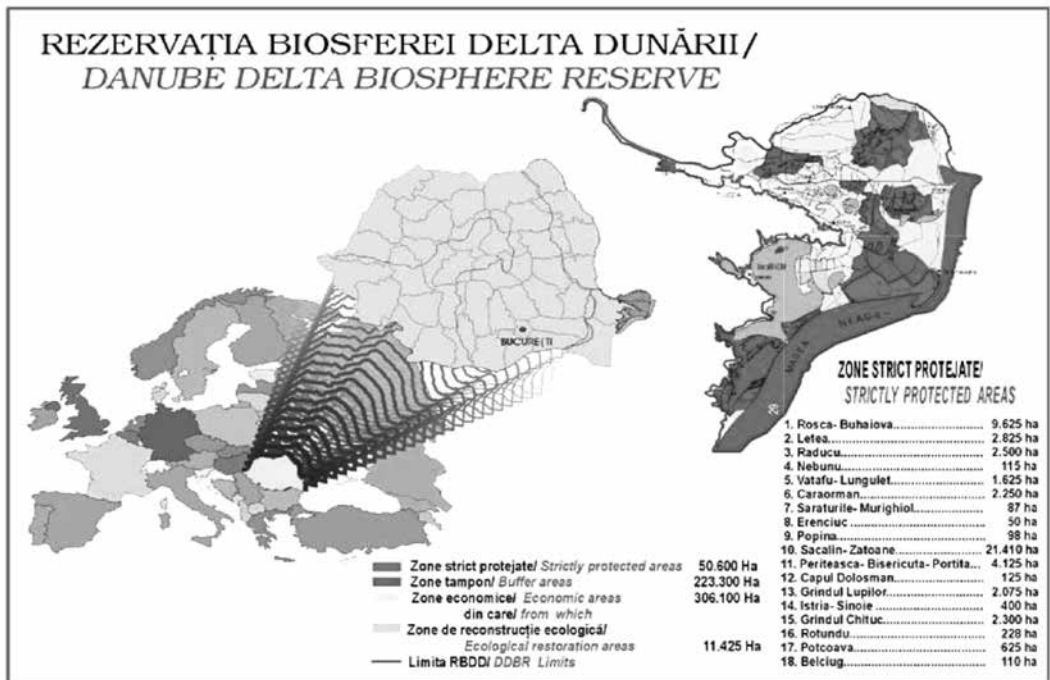 REZERVAȚIA BIOSFEREI DELTA DUNĂRII/
DANUBE DELTA BIOSPHERE RESERVE
BUCUREȘTI
MAREA NEAGR
29
ZONE STRICT PROTEJATE/
STRICTLY PROTECTED AREAS
1. Rosca- Buhaiova 9.625 ha
2. Letea 2.825 ha
3. Raducu 2.500 ha
4. Nebunu 115 ha
5. Vatafu- Lungulet 1.625 ha
6. Caraorman 2.250 ha
7. Saraturile- Murighiol 87 ha
8. Erenciuc 50 ha
9. Popina 98 ha
10. Sacalin- Zatoane 21.410 ha
11. Periteasca- Bisericuta- Portita 4.125 ha
12. Capul Dolosman 125 ha
13. Grindul Lupilor 2.075 ha
14. Istria- Sinoie 400 ha
15. Grindul Chituc 2.300 ha
16. Rotundu 228 ha
17. Potcoava 625 ha
18. Belciug 110 ha
Zone strict protejate/ Strictly protected areas 50.600 Ha
Zone tampon/ Buffer areas 223.300 Ha
Zone economice/ Economic areas 306.100 Ha
din care/ from which
Zone de reconstrucție ecologică/
Ecological restoration areas 11.425 Ha
Limita RBDD/ DDBR Limits